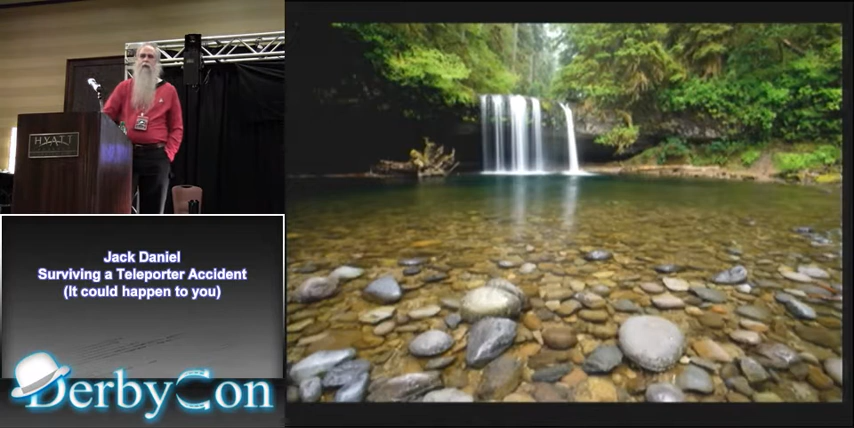 HYATT
Jack Daniel
Surviving a Teleporter Accident
(It could happen to you)
DerbyCon